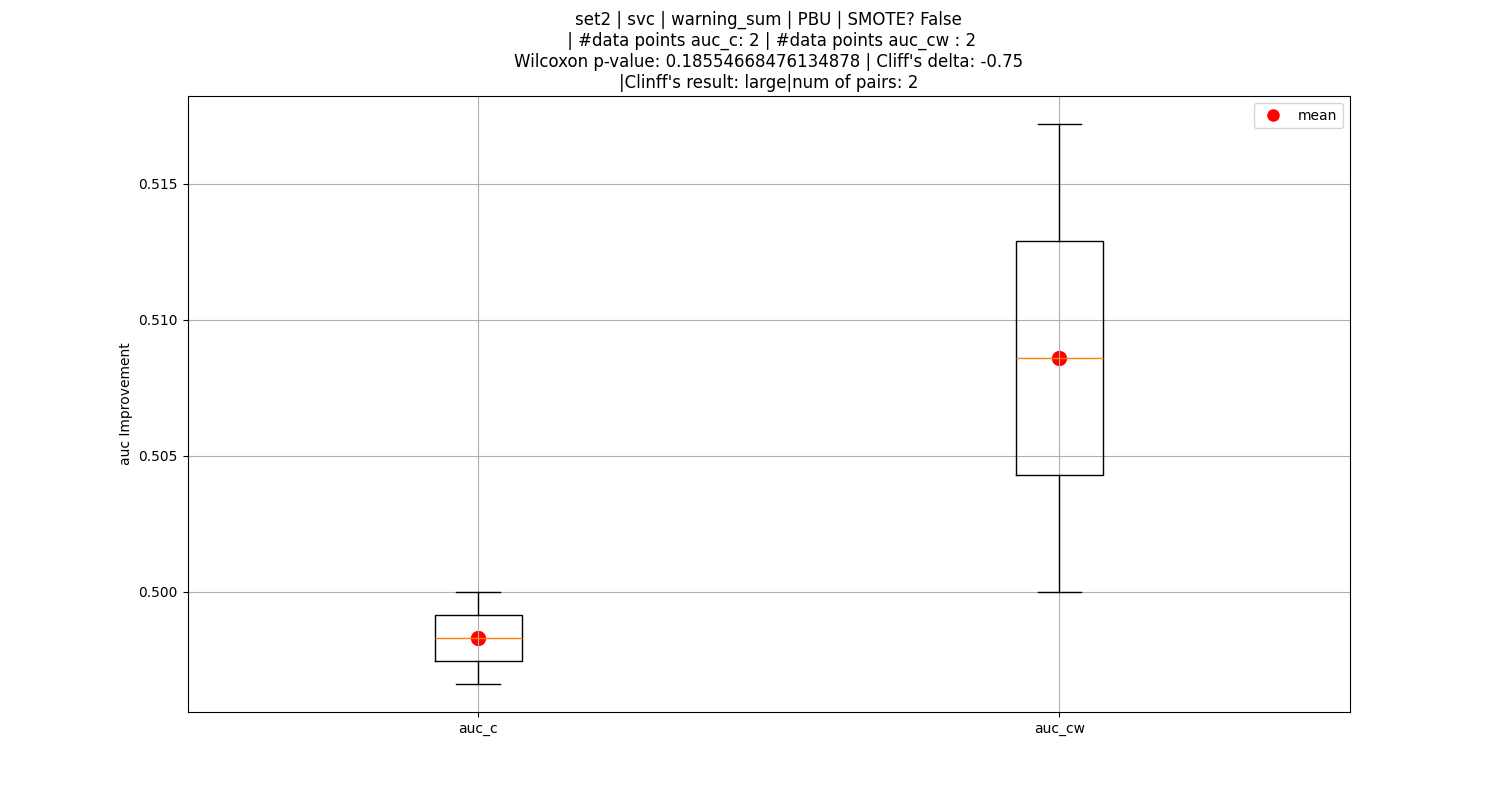 set2 | svc | warning_sum | PBU | SMOTE? False
| #data points auc_c: 2 | #data points auc_cw : 2
Wilcoxon p-value: 0.18554668476134878 | Cliff's delta: -0.75
|Clinff's result: large|num of pairs: 2
mean
0.515
0.510
0.505
0.500
auc Improvement
auc_c
auc_cw